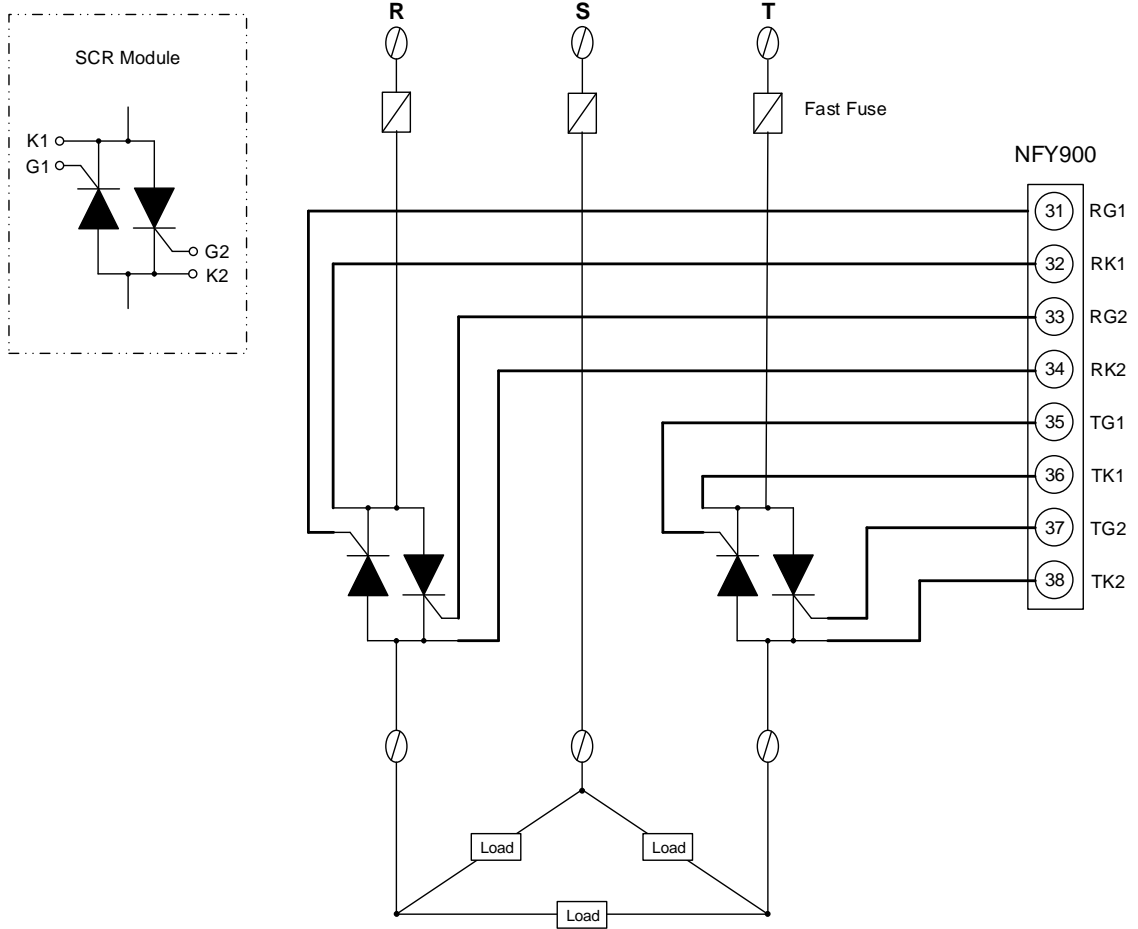 R S T
SCR Module
K1
G1
G2
K2
Fast Fuse
NFY900
31 RG1
32 RK1
33 RG2
34 RK2
35 TG1
36 TK1
37 TG2
38 TK2
Load Load
Load